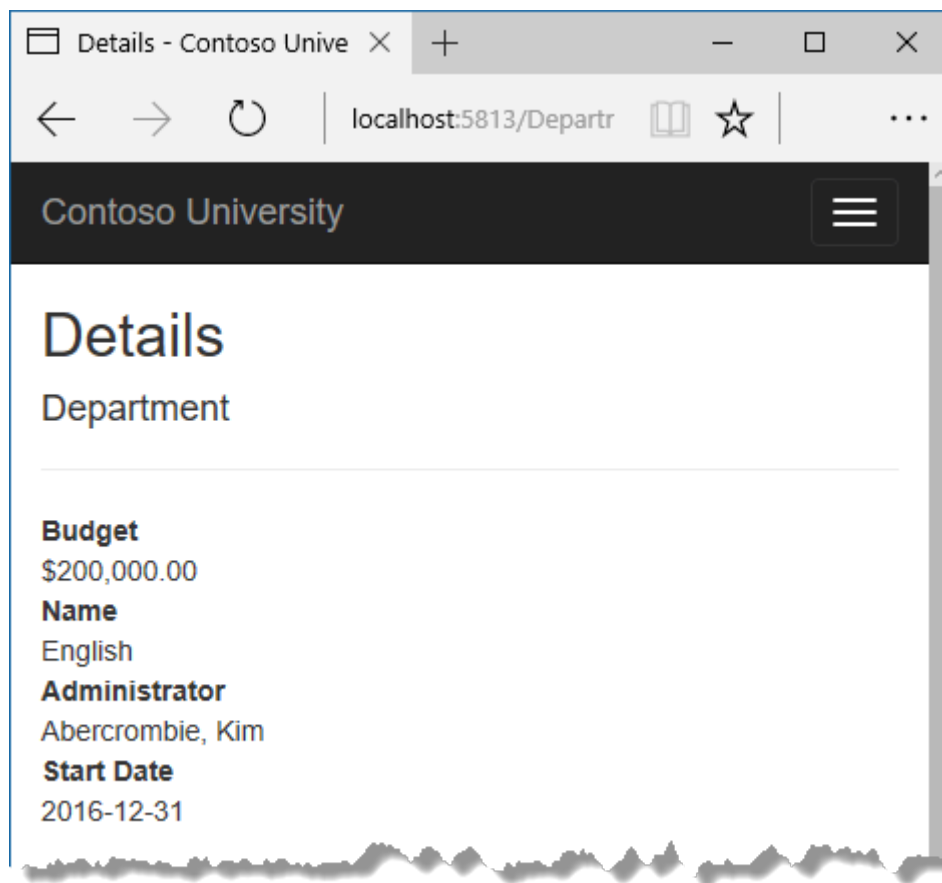 Details - Contoso Unive
localhost:5813/Departr
Contoso University
Details
Department
Budget
$200,000.00
Name
English
Administrator
Abercrombie, Kim
Start Date
2016-12-31